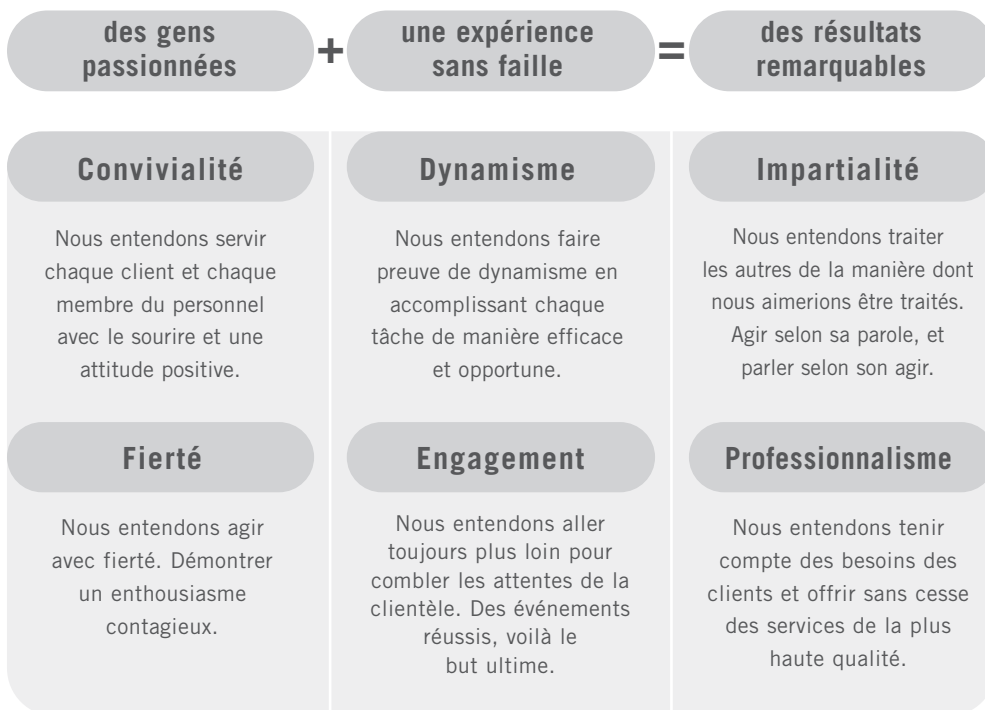 des gens
passionnées
+
une expérience
sans faille
=
des résultats
remarquables
Convivialité
Nous entendons servir
chaque client et chaque
membre du personnel
avec le sourire et une
attitude positive.
Dynamisme
Nous entendons faire
preuve de dynamisme en
accomplissant chaque
tâche de manière efficace
et opportune.
Impartialité
Nous entendons traiter
les autres de la manière dont
nous aimerions être traités.
Agir selon sa parole, et
parler selon son agir.
Fierté
Nous entendons agir
avec fierté. Démontrer
un enthousiasme
contagieux.
Engagement
Nous entendons aller
toujours plus loin pour
combler les attentes de la
clientèle. Des événements
réussis, voilà le
but ultime.
Professionnalisme
Nous entendons tenir
compte des besoins des
clients et offrir sans cesse
des services de la plus
haute qualité.